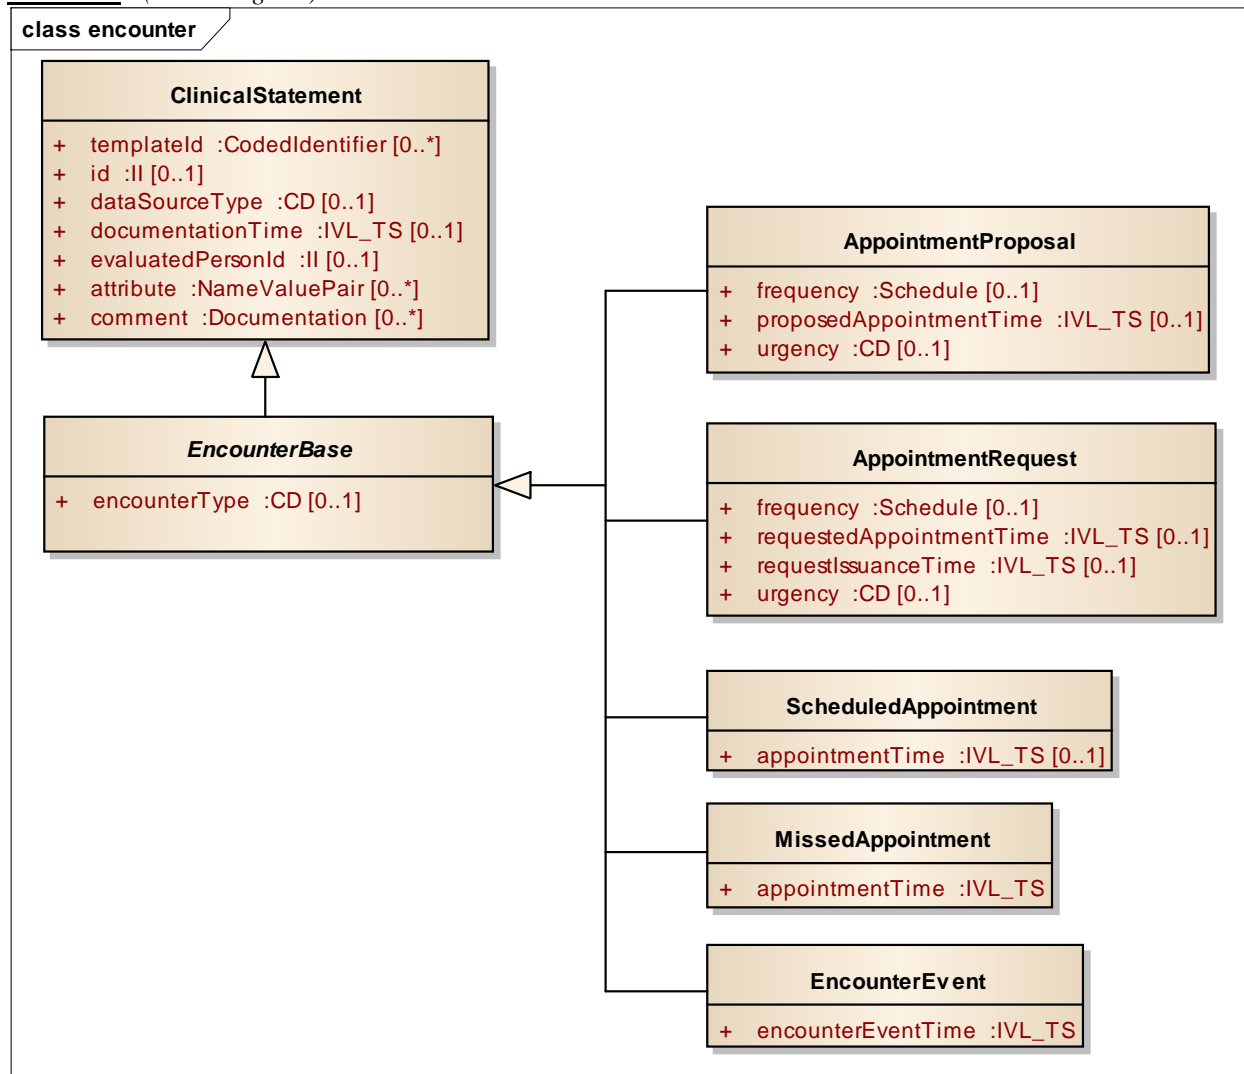 class encounter
ClinicalStatement
+ templateId :CodedIdentifier [0..*]
+ id :II [0..1]
+ dataSourceType :CD [0..1]
+ documentationTime :IVL_TS [0..1]
+ evaluatedPersonId :II [0..1]
+ attribute :NameValuePair [0..*]
+ comment :Documentation [0..*]
EncounterBase
+ encounterType :CD [0..1]
AppointmentProposal
+ frequency :Schedule [0..1]
+ proposedAppointmentTime :IVL_TS [0..1]
+ urgency :CD [0..1]
AppointmentRequest
+ frequency :Schedule [0..1]
+ requestedAppointmentTime :IVL_TS [0..1]
+ requestIssuanceTime :IVL_TS [0..1]
+ urgency :CD [0..1]
ScheduledAppointment
+ appointmentTime :IVL_TS [0..1]
MissedAppointment
+ appointmentTime :IVL_TS
EncounterEvent
+ encounterEventTime :IVL_TS